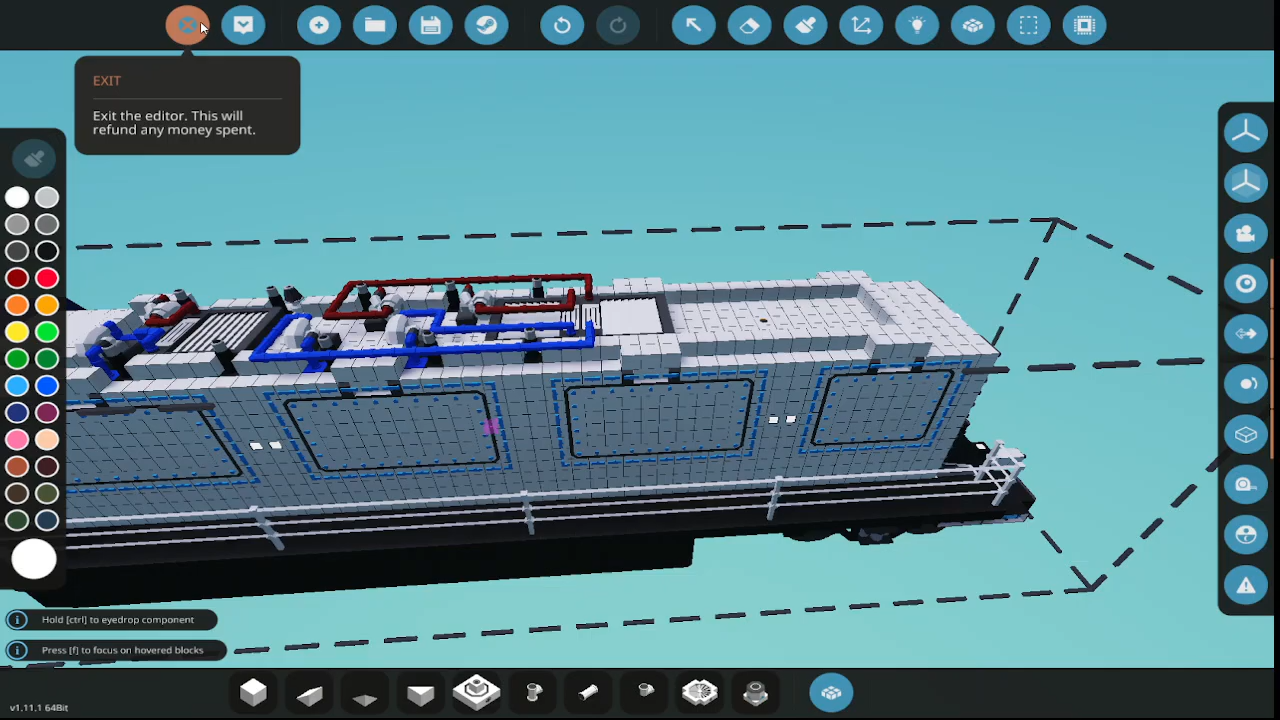 EXIT
Exit the editor. This will
refund any money spent.
Hold [ctrl] to eyedrop component
Press [f] to focus on hovered blocks
v1.11.1 64Bit